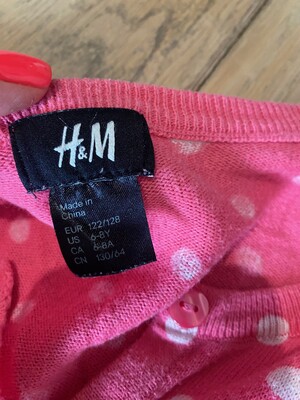 H&M
Made in
China
EUR 122/128
US 6-8Y
CA 6-8A
CN 130/64